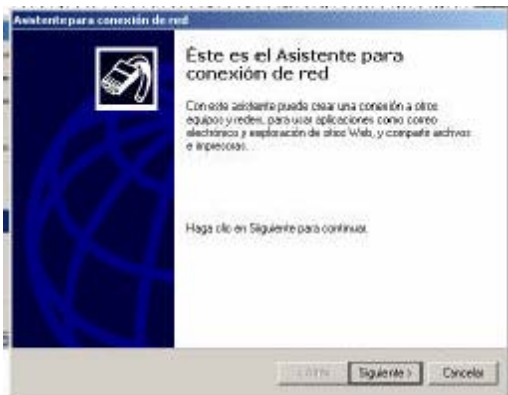 Asistente para conexión de red
Éste es el Asistente para
conexión de red
Con este asistente puede crear una conexión a otros
equipos y redes, para usar aplicaciones como correo
electrónico y exploración de sitios Web, y compartir archivos
e impresoras.
Haga clic en Siguiente para continuar.
Siguiente > Cancelar